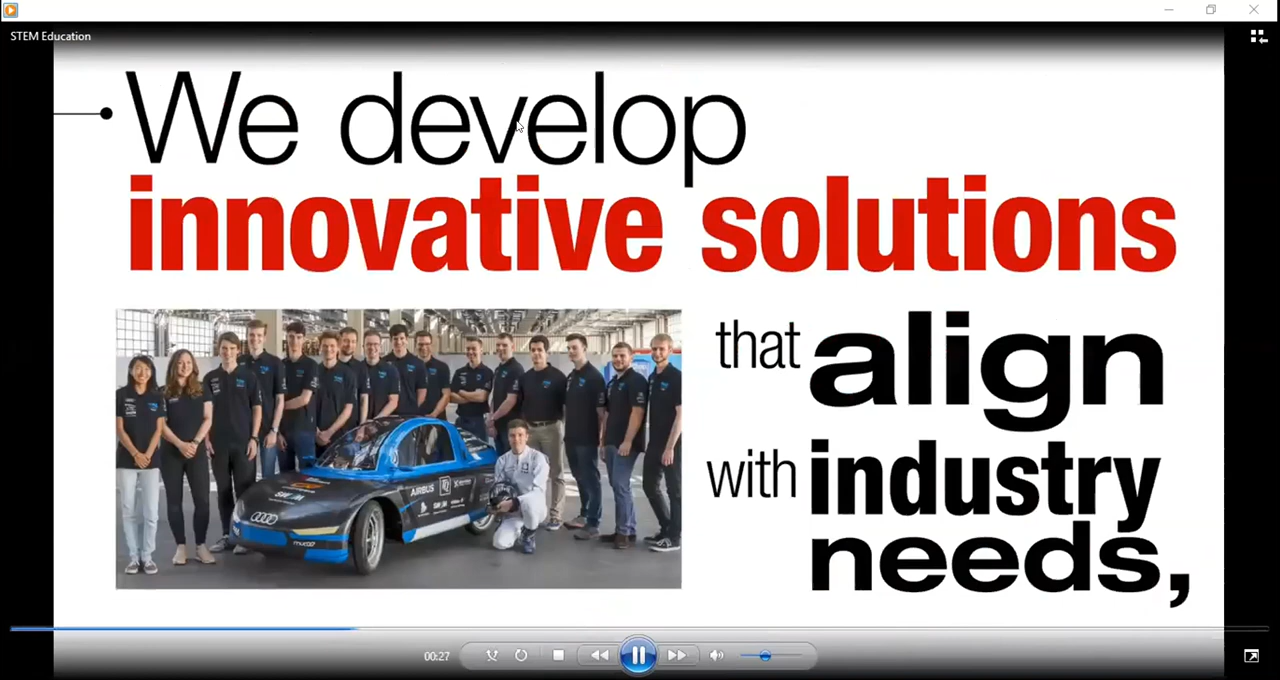 STEM Education
We develop
innovative solutions
that align
with industry
needs,
AIRBUS
00:27